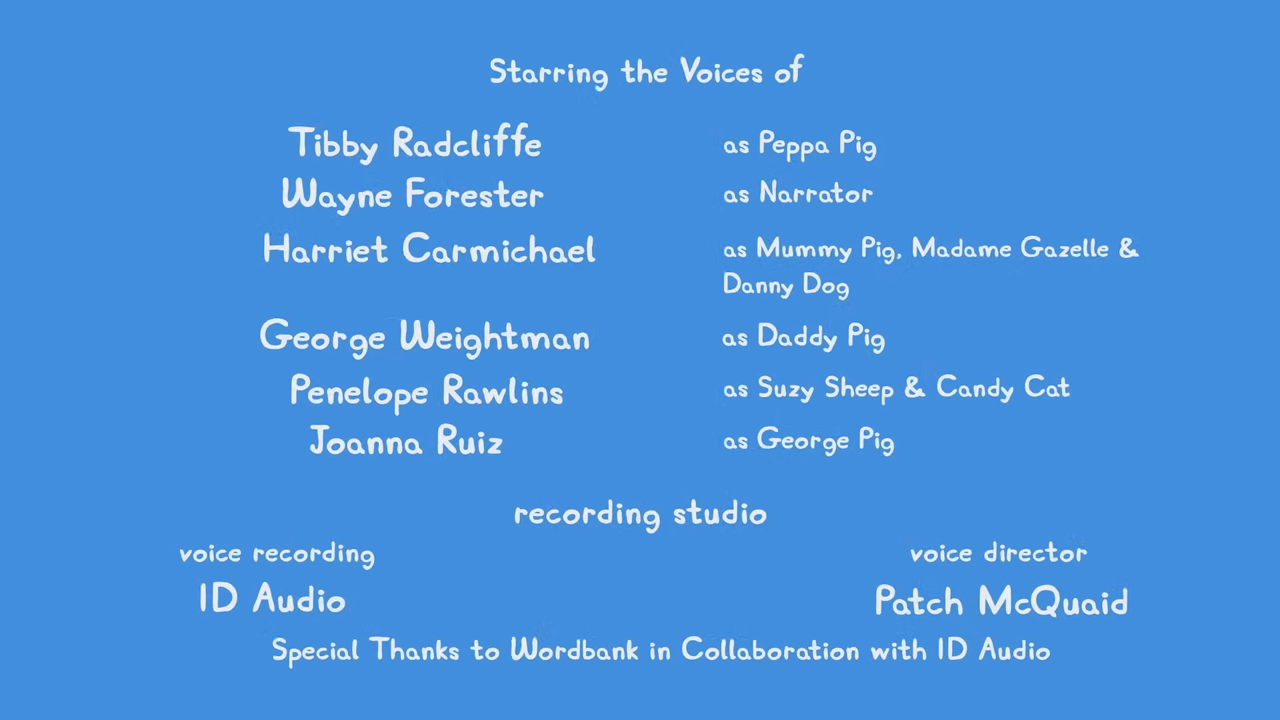 Starring the Voices of
Tibby Radcliffe as Peppa Pig
Wayne Forester as Narrator
Harriet Carmichael as Mummy Pig, Madame Gazelle &
Danny Dog
George Weightman as Daddy Pig
Penelope Rawlins as Suzy Sheep & Candy Cat
Joanna Ruiz as George Pig
recording studio
voice recording voice director
ID Audio Patch McQuaid
Special Thanks to Wordbank in Collaboration with ID Audio